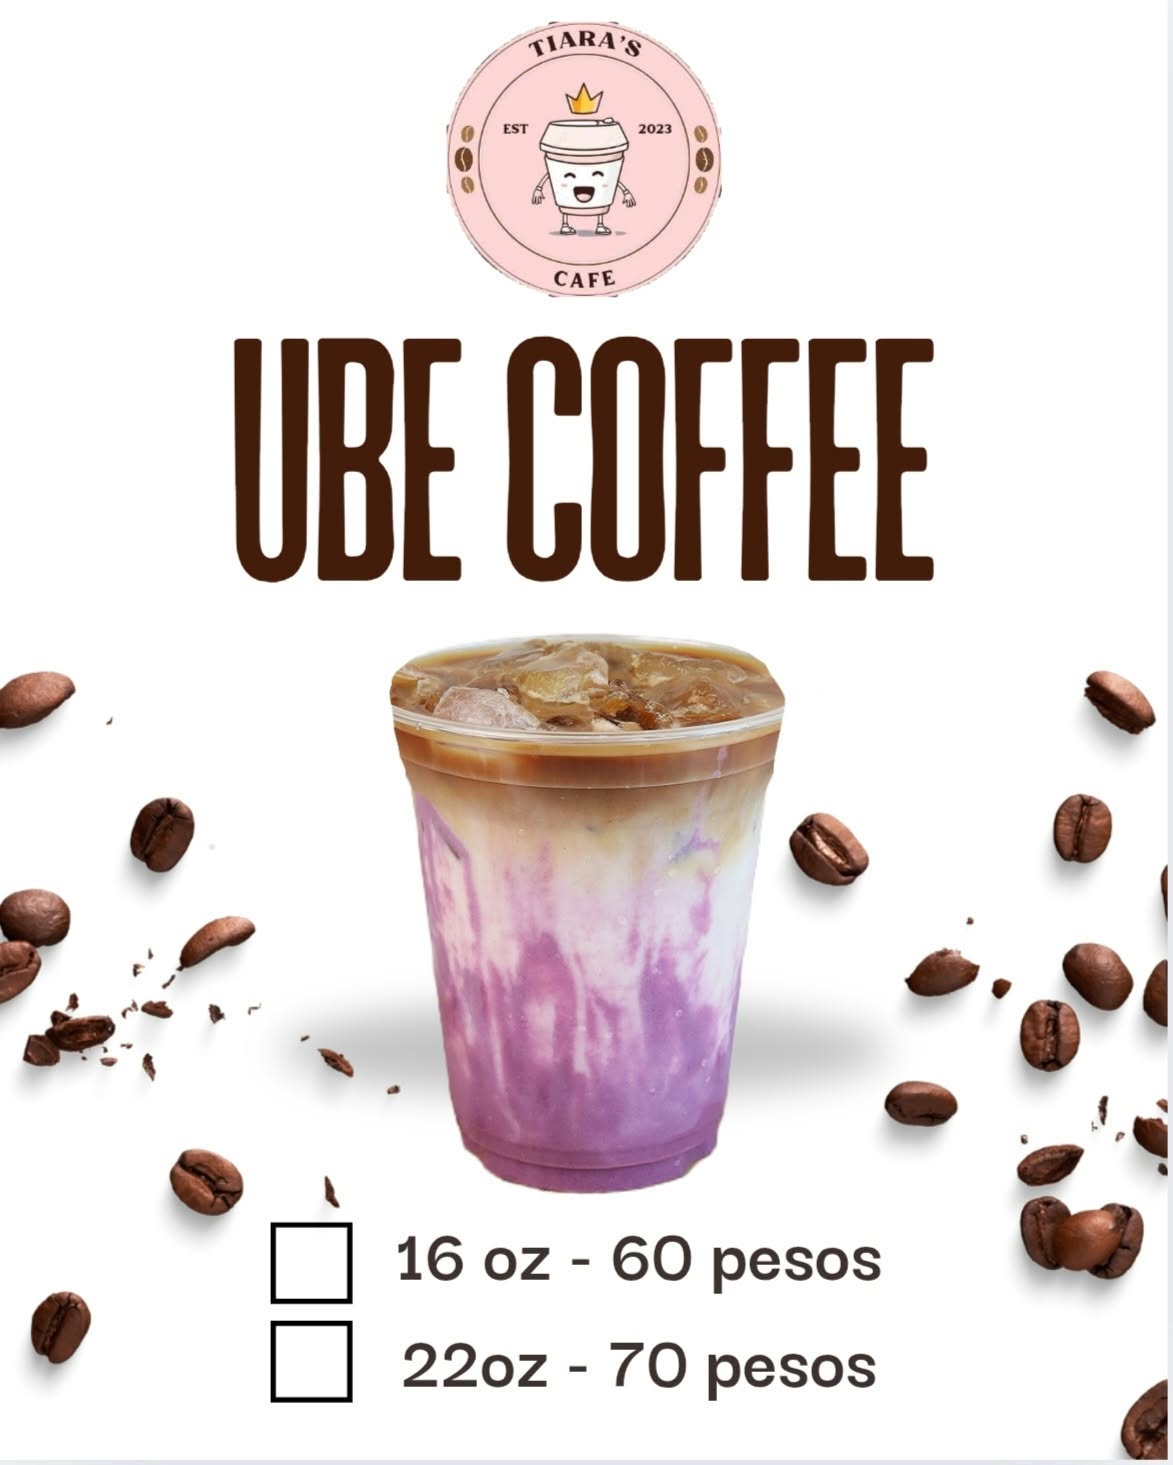 TIARA'S
EST 2023
CAFE
UBE COFFEE
16 oz - 60 pesos
22oz - 70 pesos